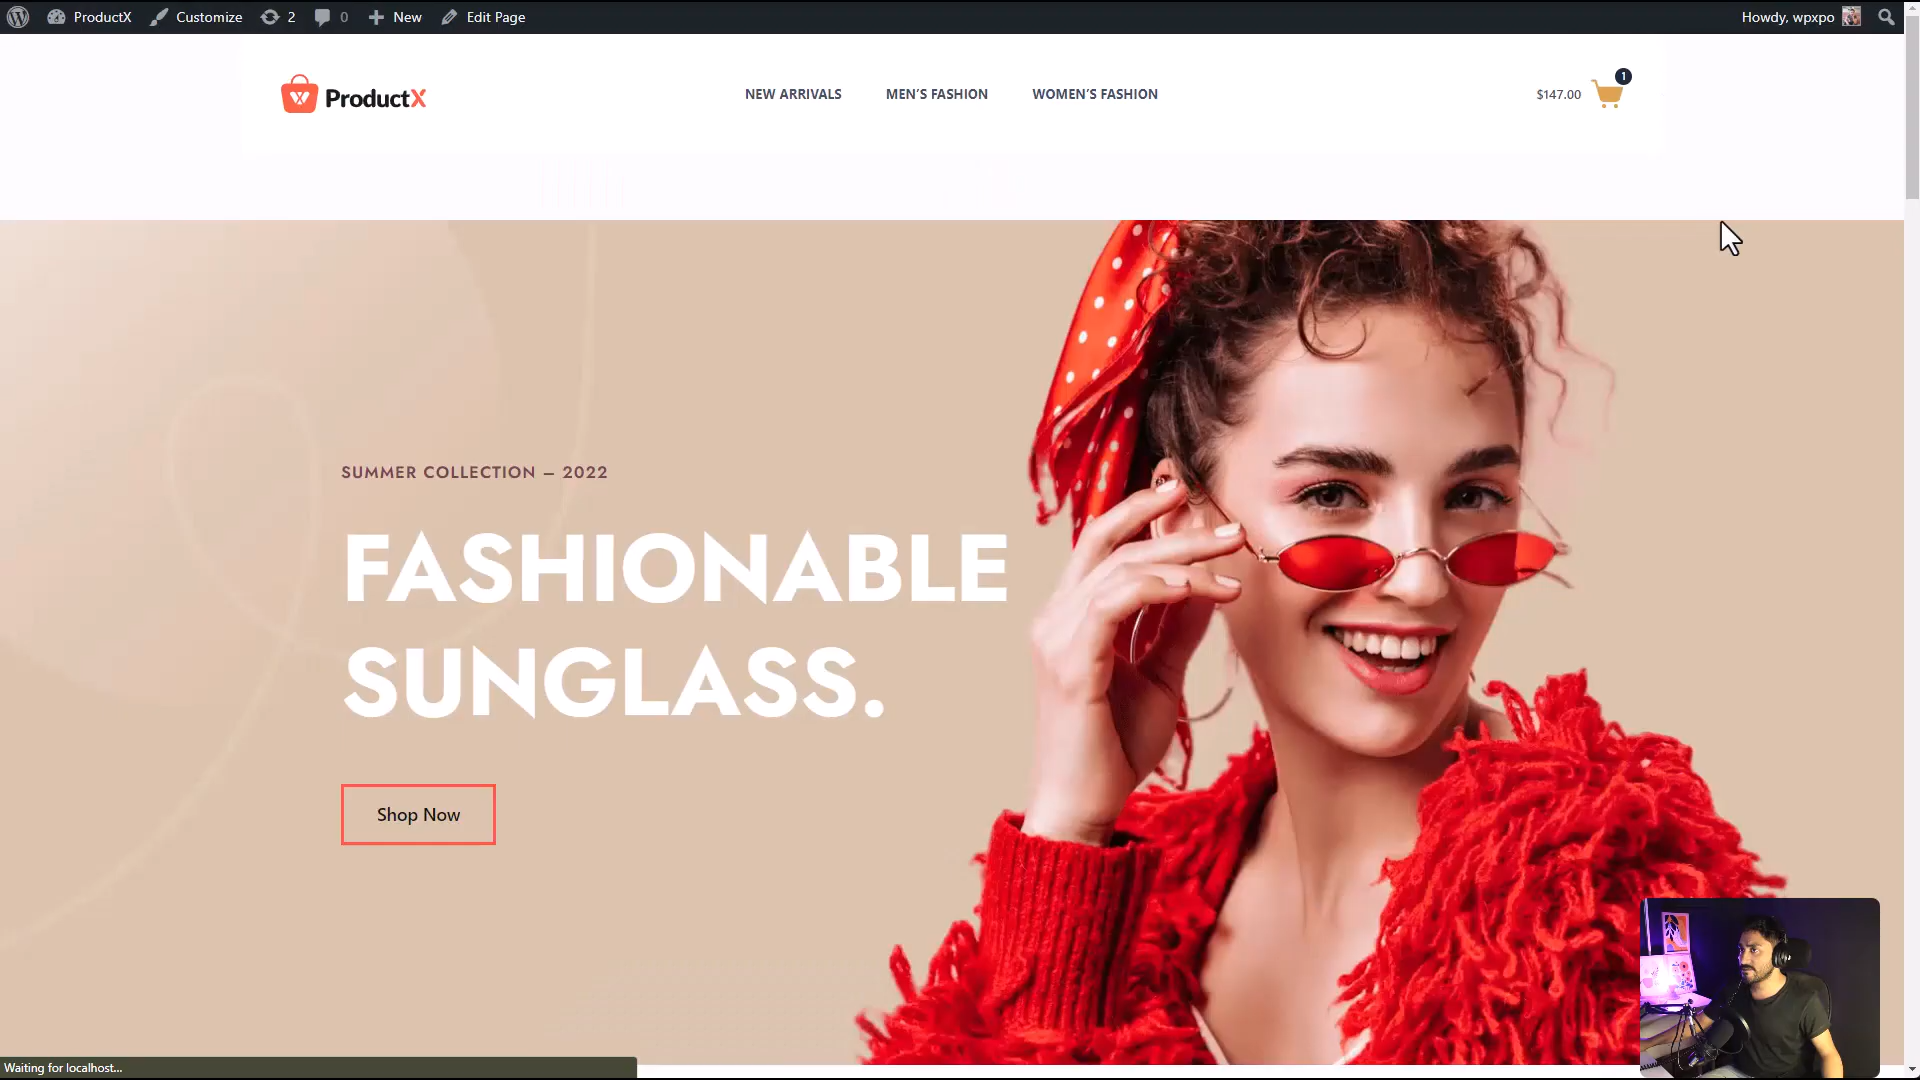 ProductX Customize 2 0 New Edit Page Howdy, wpxpo
ProductX NEW ARRIVALS MEN'S FASHION WOMEN'S FASHION $147.00 1
SUMMER COLLECTION – 2022
FASHIONABLE
SUNGLASS.
Shop Now
Waiting for localhost...